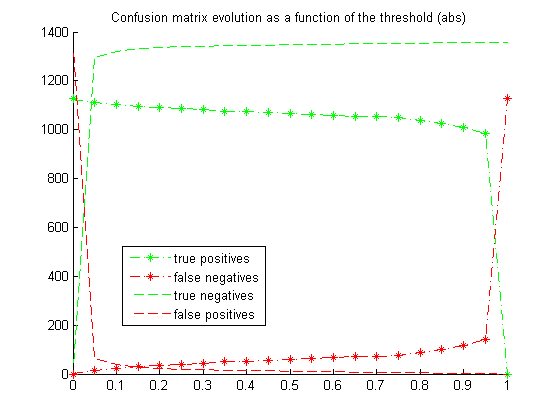 Confusion matrix evolution as a function of the threshold (abs)
1400
1200
1000
800
600
400
200
0
true positives
false negatives
true negatives
false positives
0 0.1 0.2 0.3 0.4 0.5 0.6 0.7 0.8 0.9 1